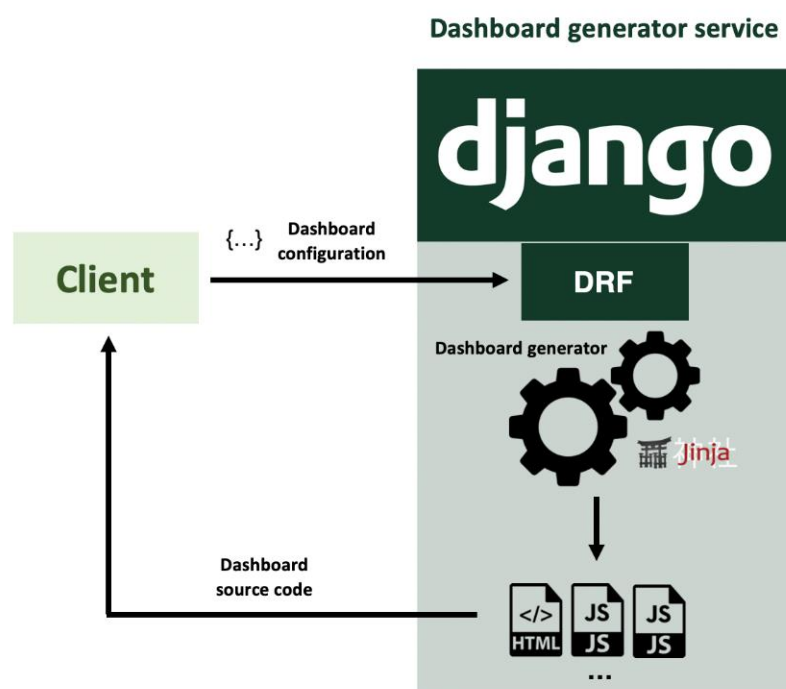 Dashboard generator service
django
{...} Dashboard
configuration
Client
DRF
Dashboard generator
神社
Jinja
Dashboard
source code
</>
HTML
JS
JS
JS
JS
...